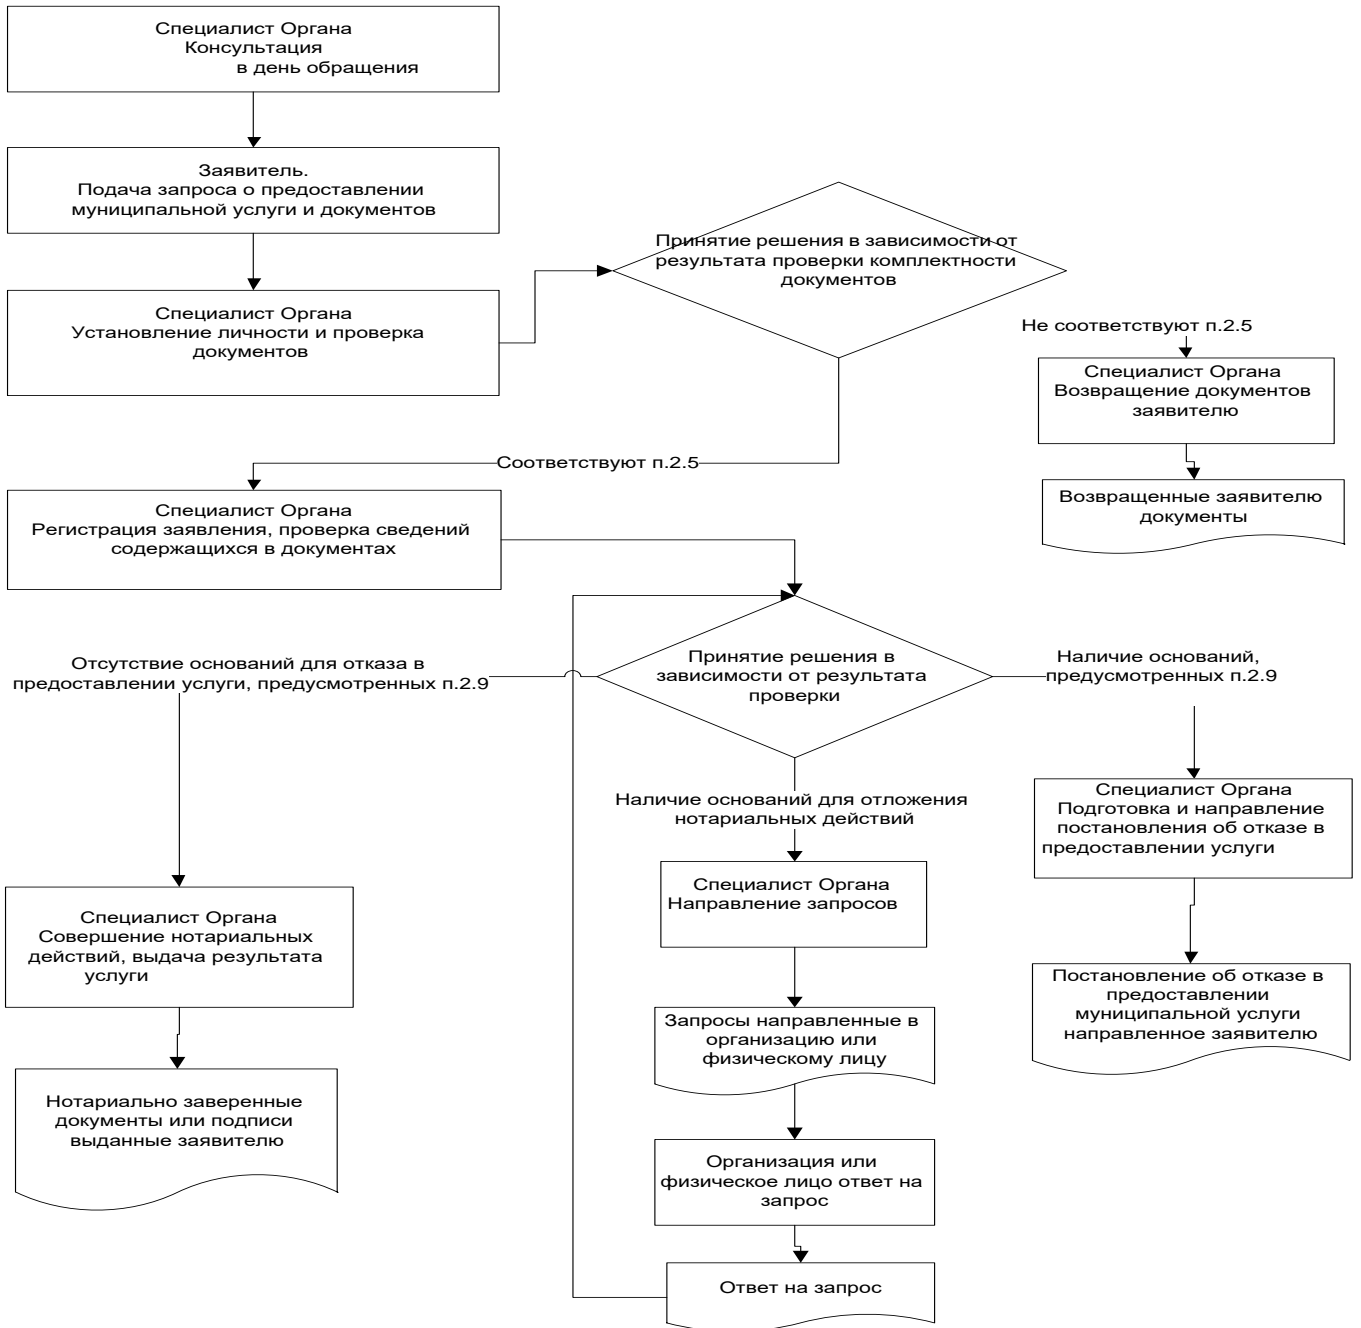 Специалист Органа
Консультация
в день обращения
Заявитель.
Подача запроса о предоставлении
муниципальной услуги и документов
Принятие решения в зависимости от
результата проверки комплектности
документов
Специалист Органа
Установление личности и проверка
документов
Не соответствуют п.2.5
Специалист Органа
Возвращение документов
заявителю
Соответствуют п.2.5
Возвращенные заявителю
документы
Специалист Органа
Регистрация заявления, проверка сведений
содержащихся в документах
Отсутствие оснований для отказа в
предоставлении услуги, предусмотренных п.2.9
Принятие решения в
зависимости от результата
проверки
Наличие оснований,
предусмотренных п.2.9
Наличие оснований для отложения
нотариальных действий
Специалист Органа
Подготовка и направление
постановления об отказе в
предоставлении услуги
Специалист Органа
Направление запросов
Специалист Органа
Совершение нотариальных
действий, выдача результата
услуги
Постановление об отказе в
предоставлении
муниципальной услуги
направленное заявителю
Запросы направленные в
организацию или
физическому лицу
Нотариально заверенные
документы или подписи
выданные заявителю
Организация или
физическое лицо ответ на
запрос
Ответ на запрос